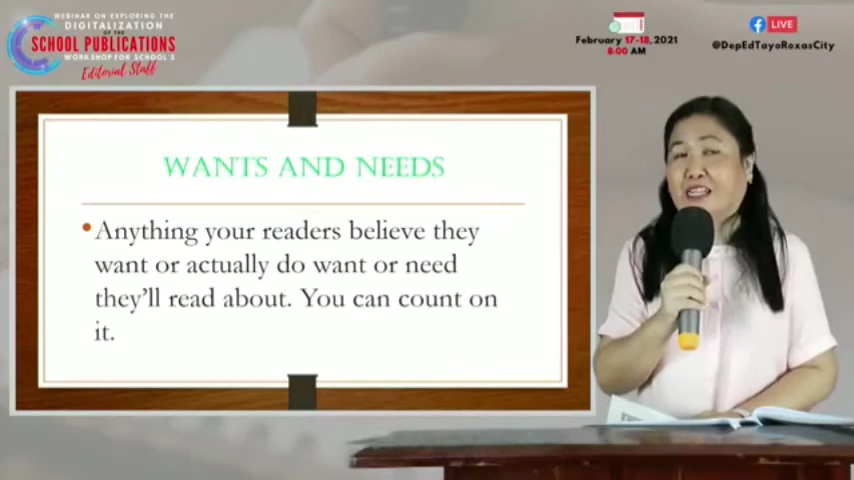 WEBINAR ON EXPLORING THE
DIGITALIZATION
OF THE
SCHOOL PUBLICATIONS
WORKSHOP FOR SCHOOL'S
Editorial Staff
February 17-18, 2021
8:00 AM
LIVE
@DepEdTayoRoxasCity
WANTS AND NEEDS
Anything your readers believe they
want or actually do want or need
they'll read about. You can count on
it.